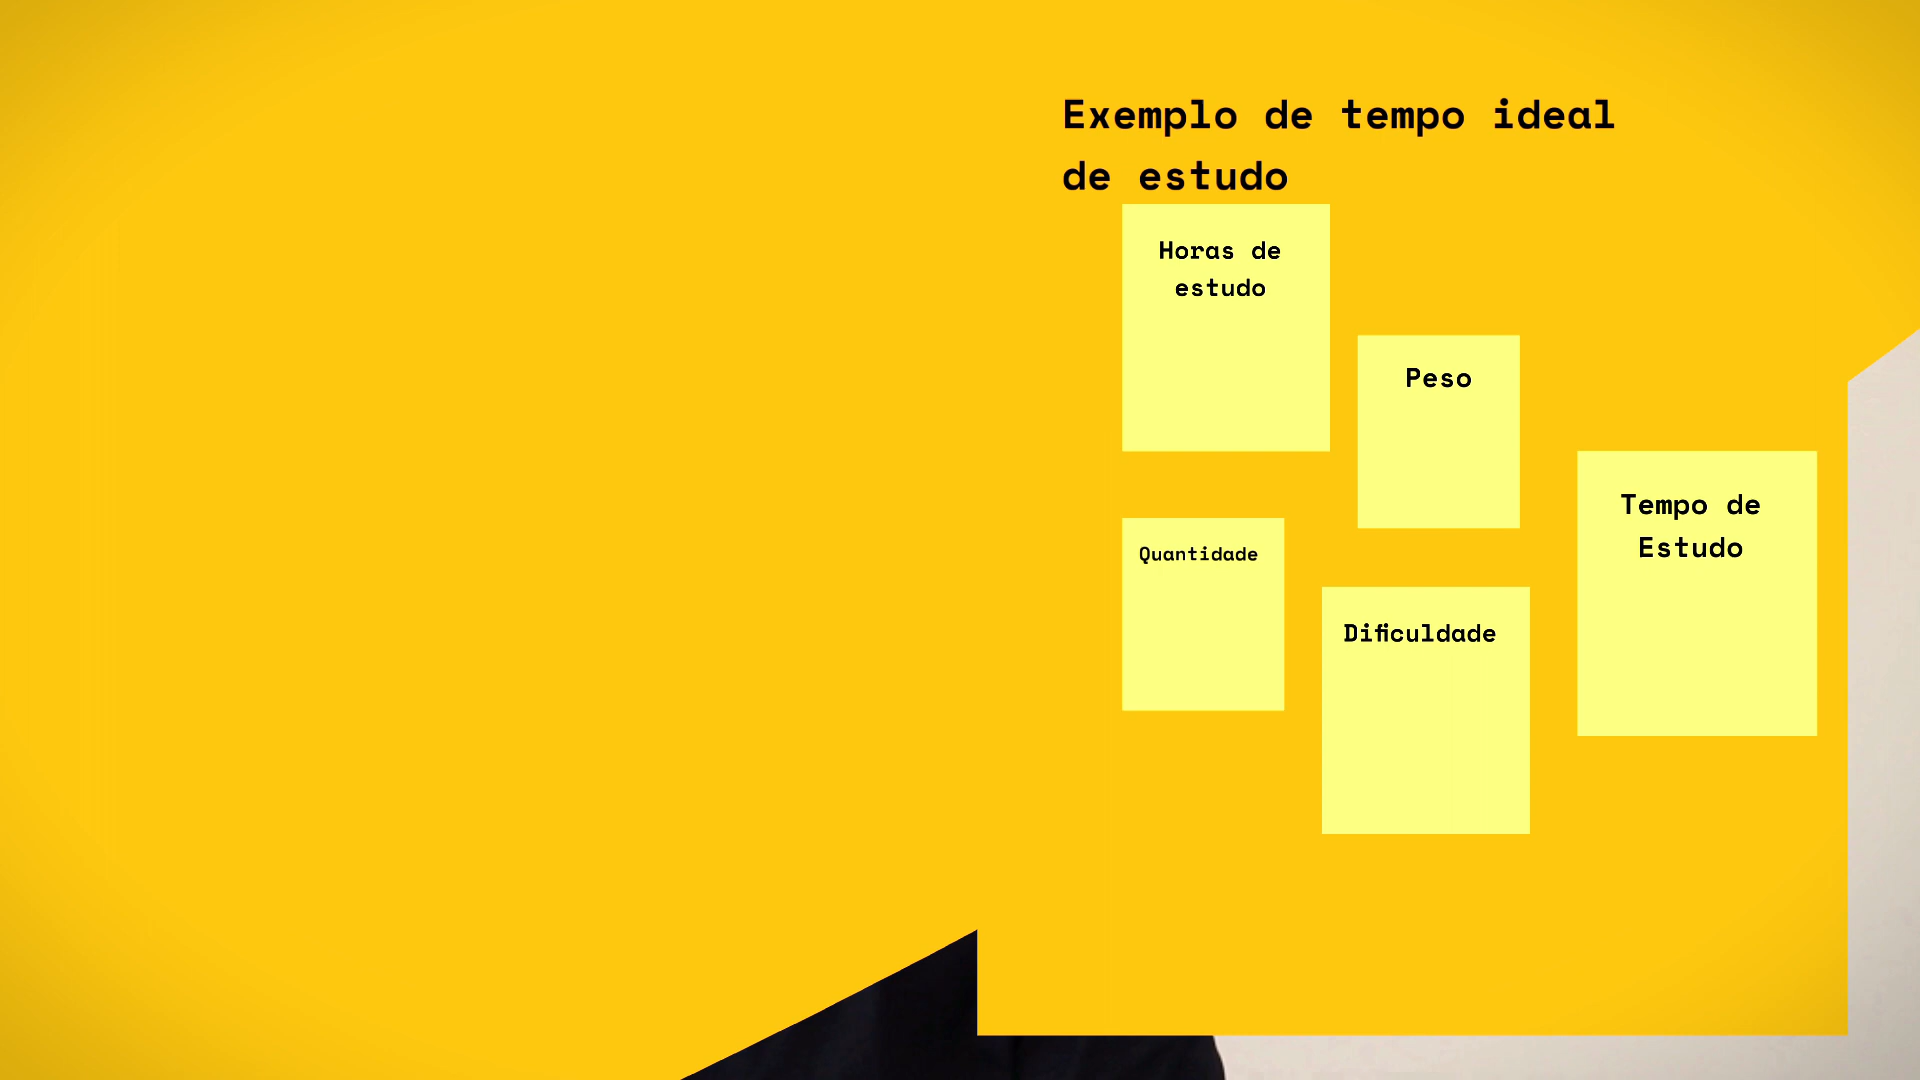 Exemplo de tempo ideal
de estudo
Horas de
estudo
Peso
Tempo de
Estudo
Quantidade
Dificuldade